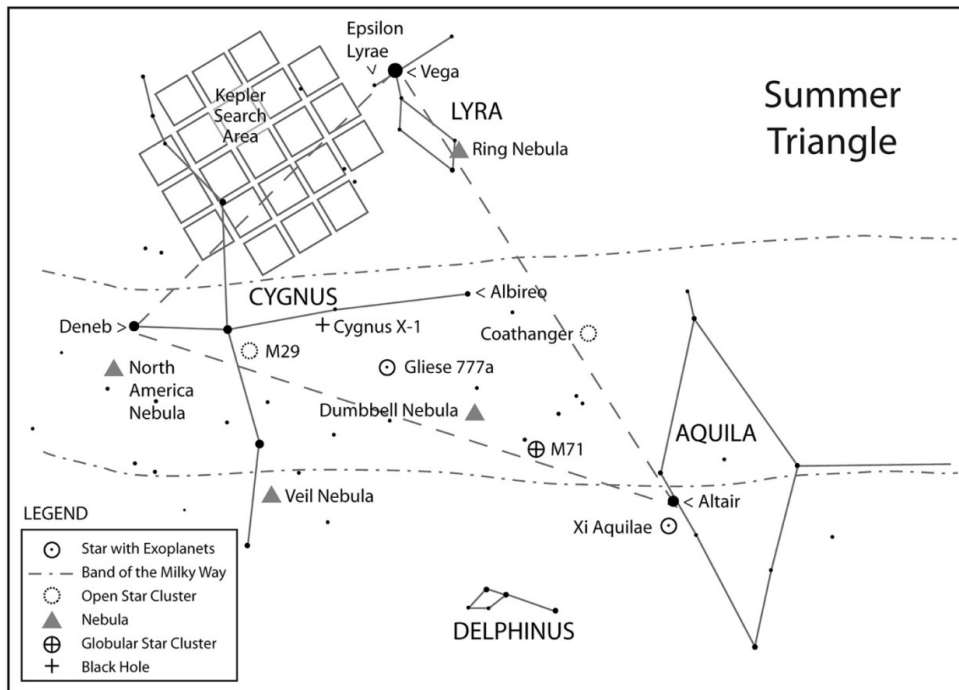 Summer
Triangle
Epsilon
Lyrae
< Vega
LYRA
Kepler
Search
Area
Ring Nebula
CYGNUS
< Albireo
Deneb >
Cygnus X-1
Coathanger
M29
North
America
Nebula
Gliese 777a
Dumbbell Nebula
M71
AQUILA
Veil Nebula
< Altair
Xi Aquilae
DELPHINUS
LEGEND
Star with Exoplanets
Band of the Milky Way
Open Star Cluster
Nebula
Globular Star Cluster
Black Hole